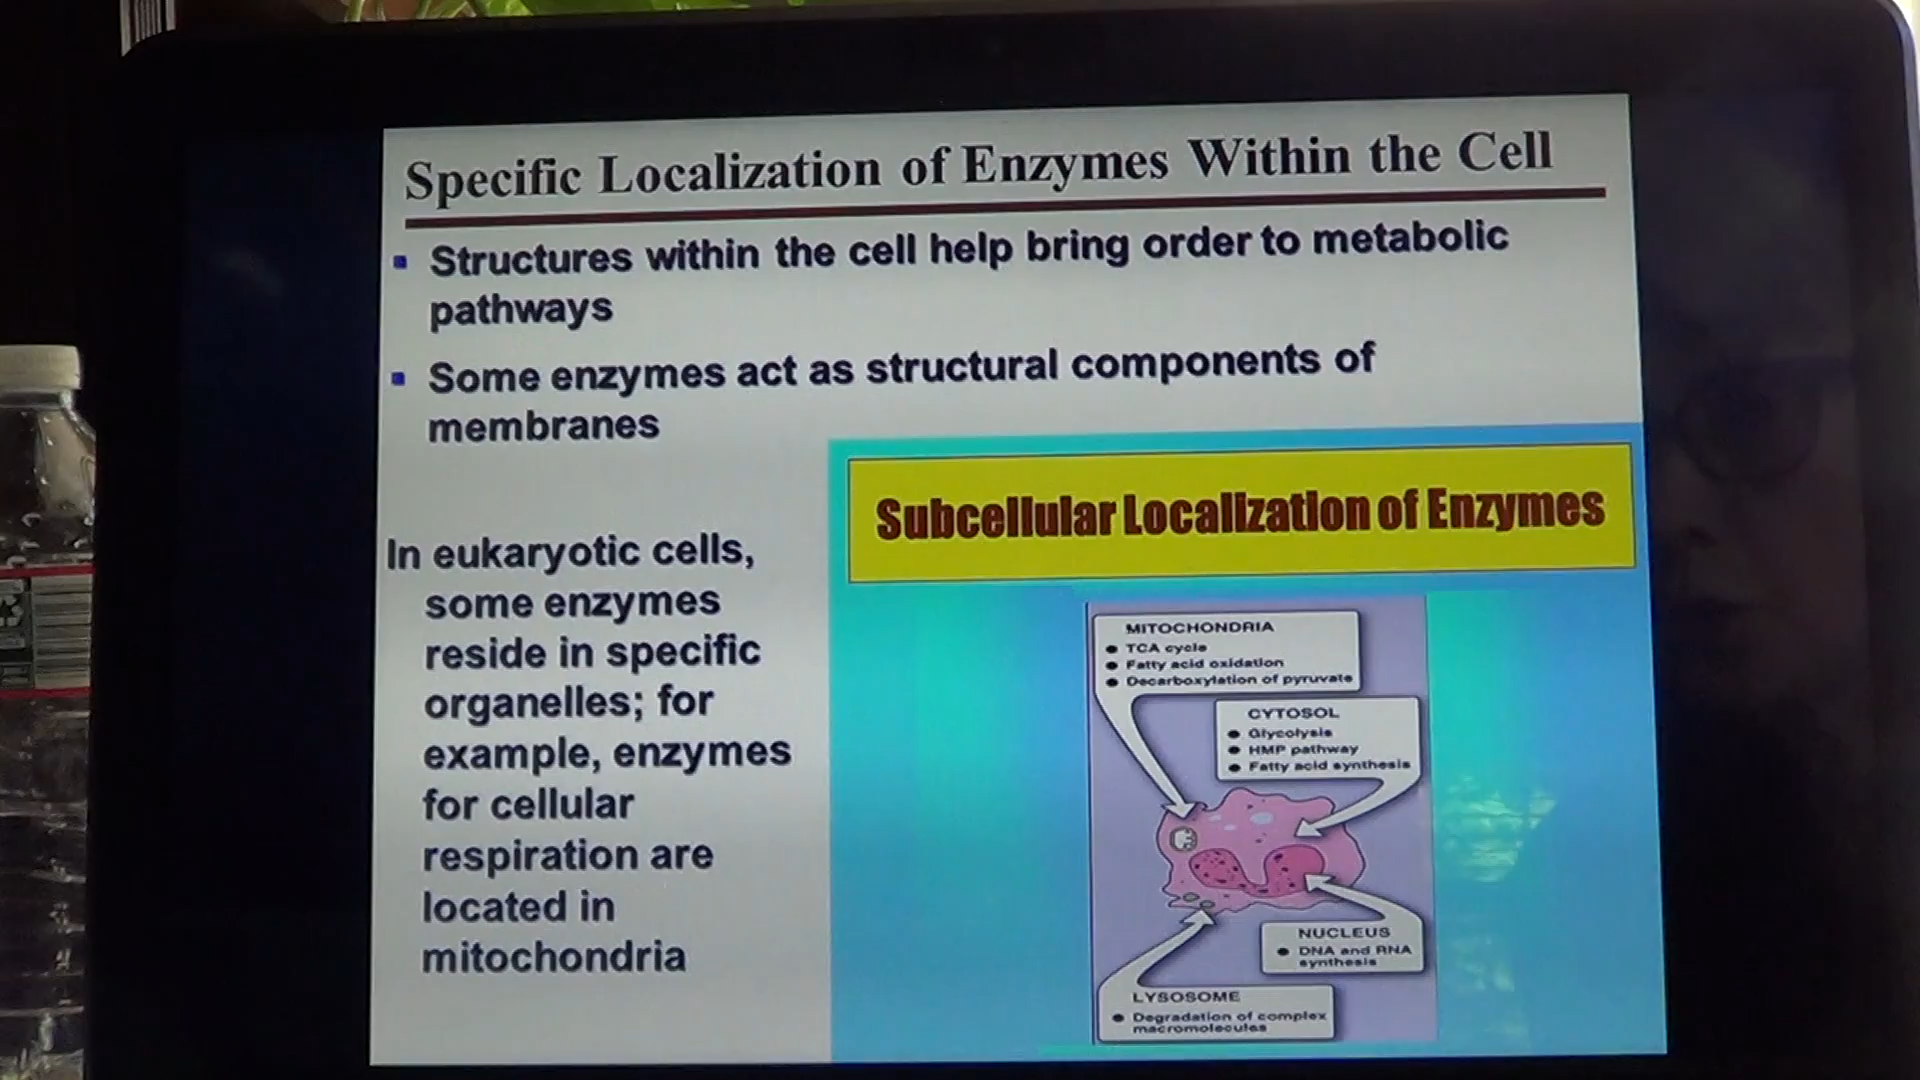 Specific Localization of Enzymes Within the Cell
▪ Structures within the cell help bring order to metabolic
pathways
▪ Some enzymes act as structural components of
membranes
In eukaryotic cells,
some enzymes
reside in specific
organelles; for
example, enzymes
for cellular
respiration are
located in
mitochondria
Subcellular Localization of Enzymes
MITOCHONDRIA
● TCA cycle
● Fatty acid oxidation
● Decarboxylation of pyruvate
CYTOSOL
● Glycolysis
● HMP pathway
● Fatty acid synthesis
NUCLEUS
● DNA and RNA
synthesis
LYSOSOME
● Degradation of complex
macromolecules